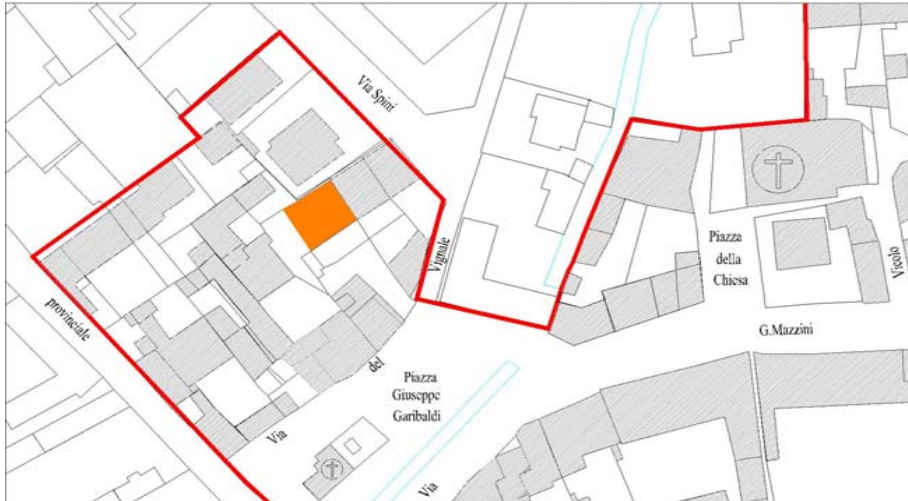 Via Spini
Vignale
provinciale
del
Via
Piazza
Giuseppe
Garibaldi
Via
Piazza
della
Chiesa
G.Mazzini
Vicolo